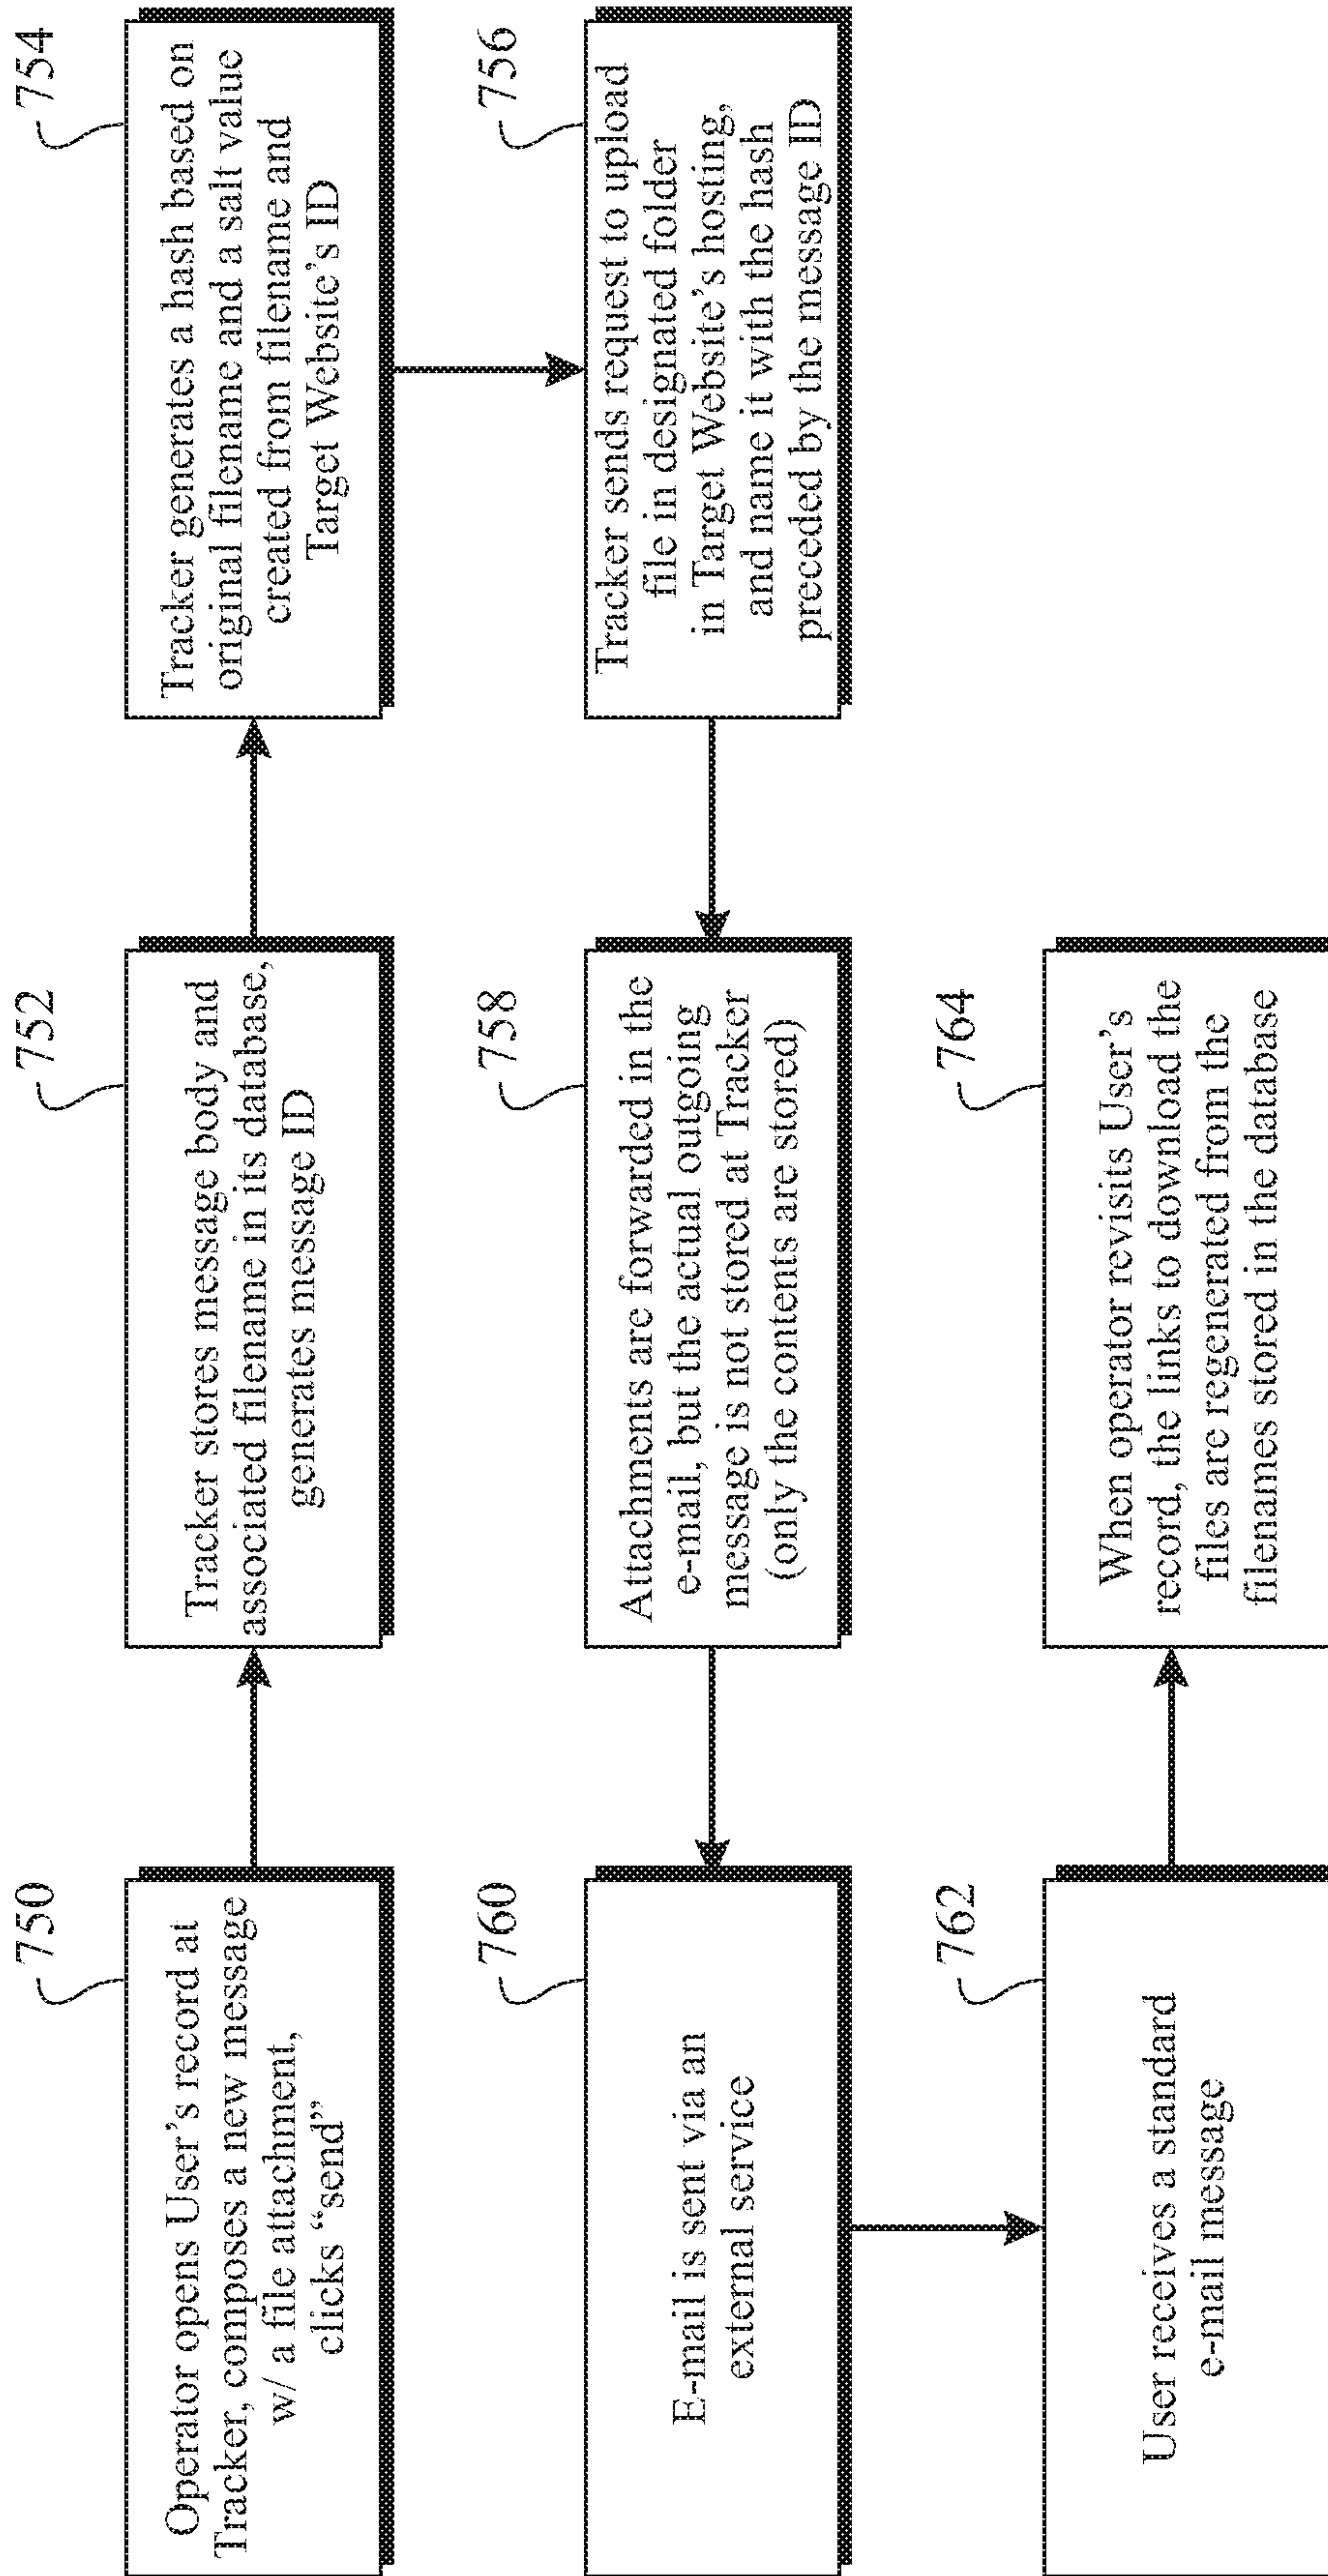 750
Operator opens User’s record at
Tracker, composes a new message
w/ a file attachment,
clicks “send”
752
Tracker stores message body and
associated filename in its database,
generates message ID
754
Tracker generates a hash based on
original filename and a salt value
created from filename and
Target Website’s ID
756
Tracker sends request to upload
file in designated folder
in Target Website’s hosting,
and name it with the hash
preceded by the message ID
758
Attachments are forwarded in the
e-mail, but the actual outgoing
message is not stored at Tracker
(only the contents are stored)
760
E-mail is sent via an
external service
762
User receives a standard
e-mail message
764
When operator revisits User’s
record, the links to download the
files are regenerated from the
filenames stored in the database